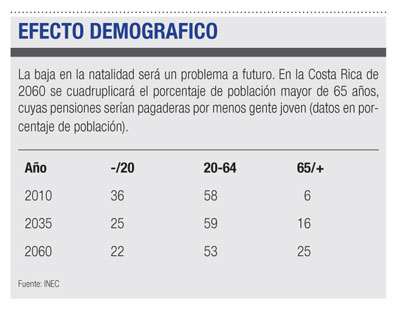 EFECTO DEMOGRAFICO
La baja en la natalidad será un problema a futuro. En la Costa Rica de
2060 se cuadruplicará el porcentaje de población mayor de 65 años,
cuyas pensiones serían pagaderas por menos gente joven (datos en por-
centaje de población).
Año -/20 20-64 65/+
2010 36 58 6
2035 25 59 16
2060 22 53 25
Fuente: INEC